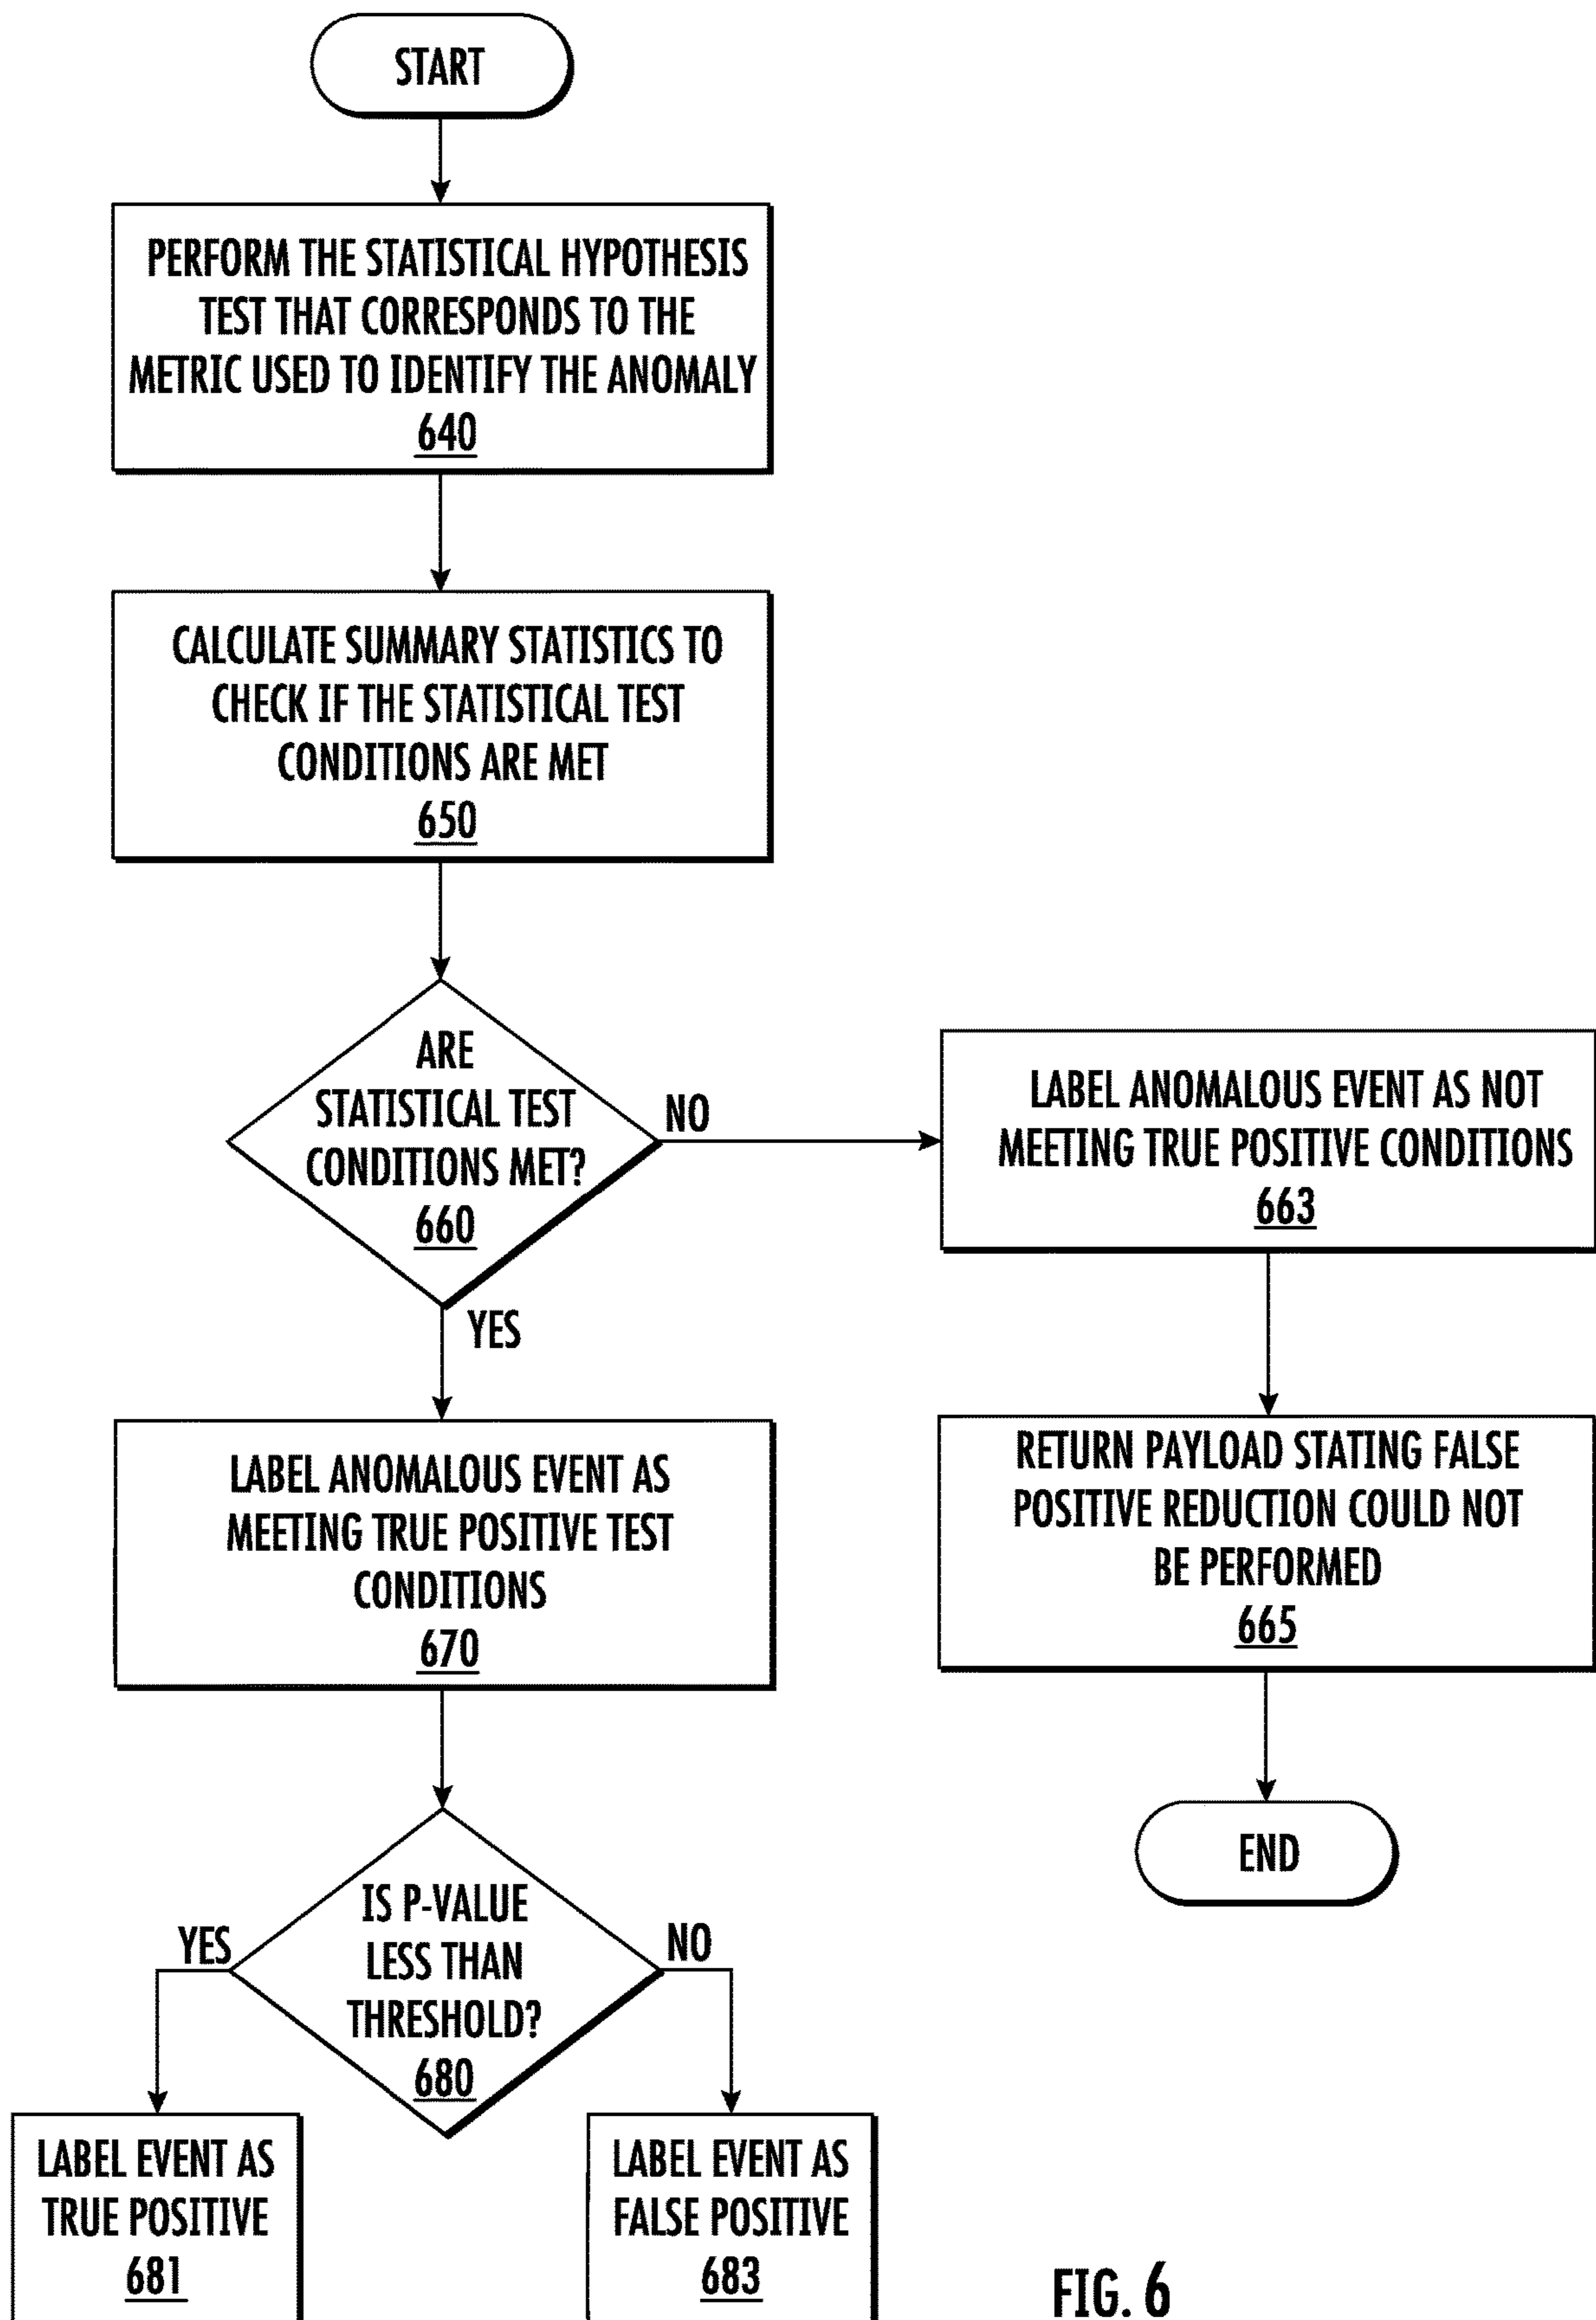 START
PERFORM THE STATISTICAL HYPOTHESIS
TEST THAT CORRESPONDS TO THE
METRIC USED TO IDENTIFY THE ANOMALY
640
CALCULATE SUMMARY STATISTICS TO
CHECK IF THE STATISTICAL TEST
CONDITIONS ARE MET
650
ARE
STATISTICAL TEST
CONDITIONS MET?
660
NO
LABEL ANOMALOUS EVENT AS NOT
MEETING TRUE POSITIVE CONDITIONS
663
YES
RETURN PAYLOAD STATING FALSE
POSITIVE REDUCTION COULD NOT
BE PERFORMED
665
END
LABEL ANOMALOUS EVENT AS
MEETING TRUE POSITIVE TEST
CONDITIONS
670
IS P-VALUE
LESS THAN
THRESHOLD?
680
YES
NO
LABEL EVENT AS
TRUE POSITIVE
681
LABEL EVENT AS
FALSE POSITIVE
683
FIG. 6